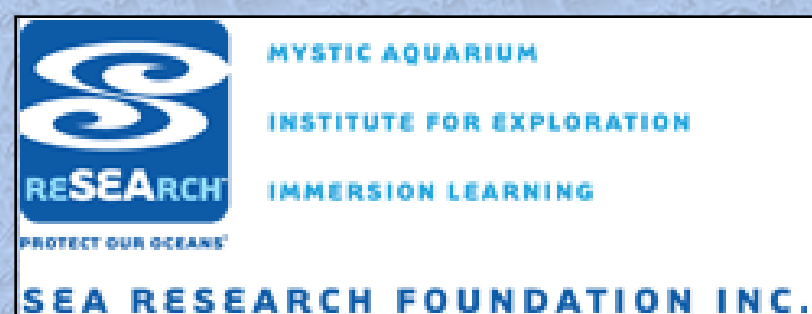 MYSTIC AQUARIUM
INSTITUTE FOR EXPLORATION
RESEARCH
IMMERSION LEARNING
PROTECT OUR OCEANS
SEA RESEARCH FOUNDATION INC.